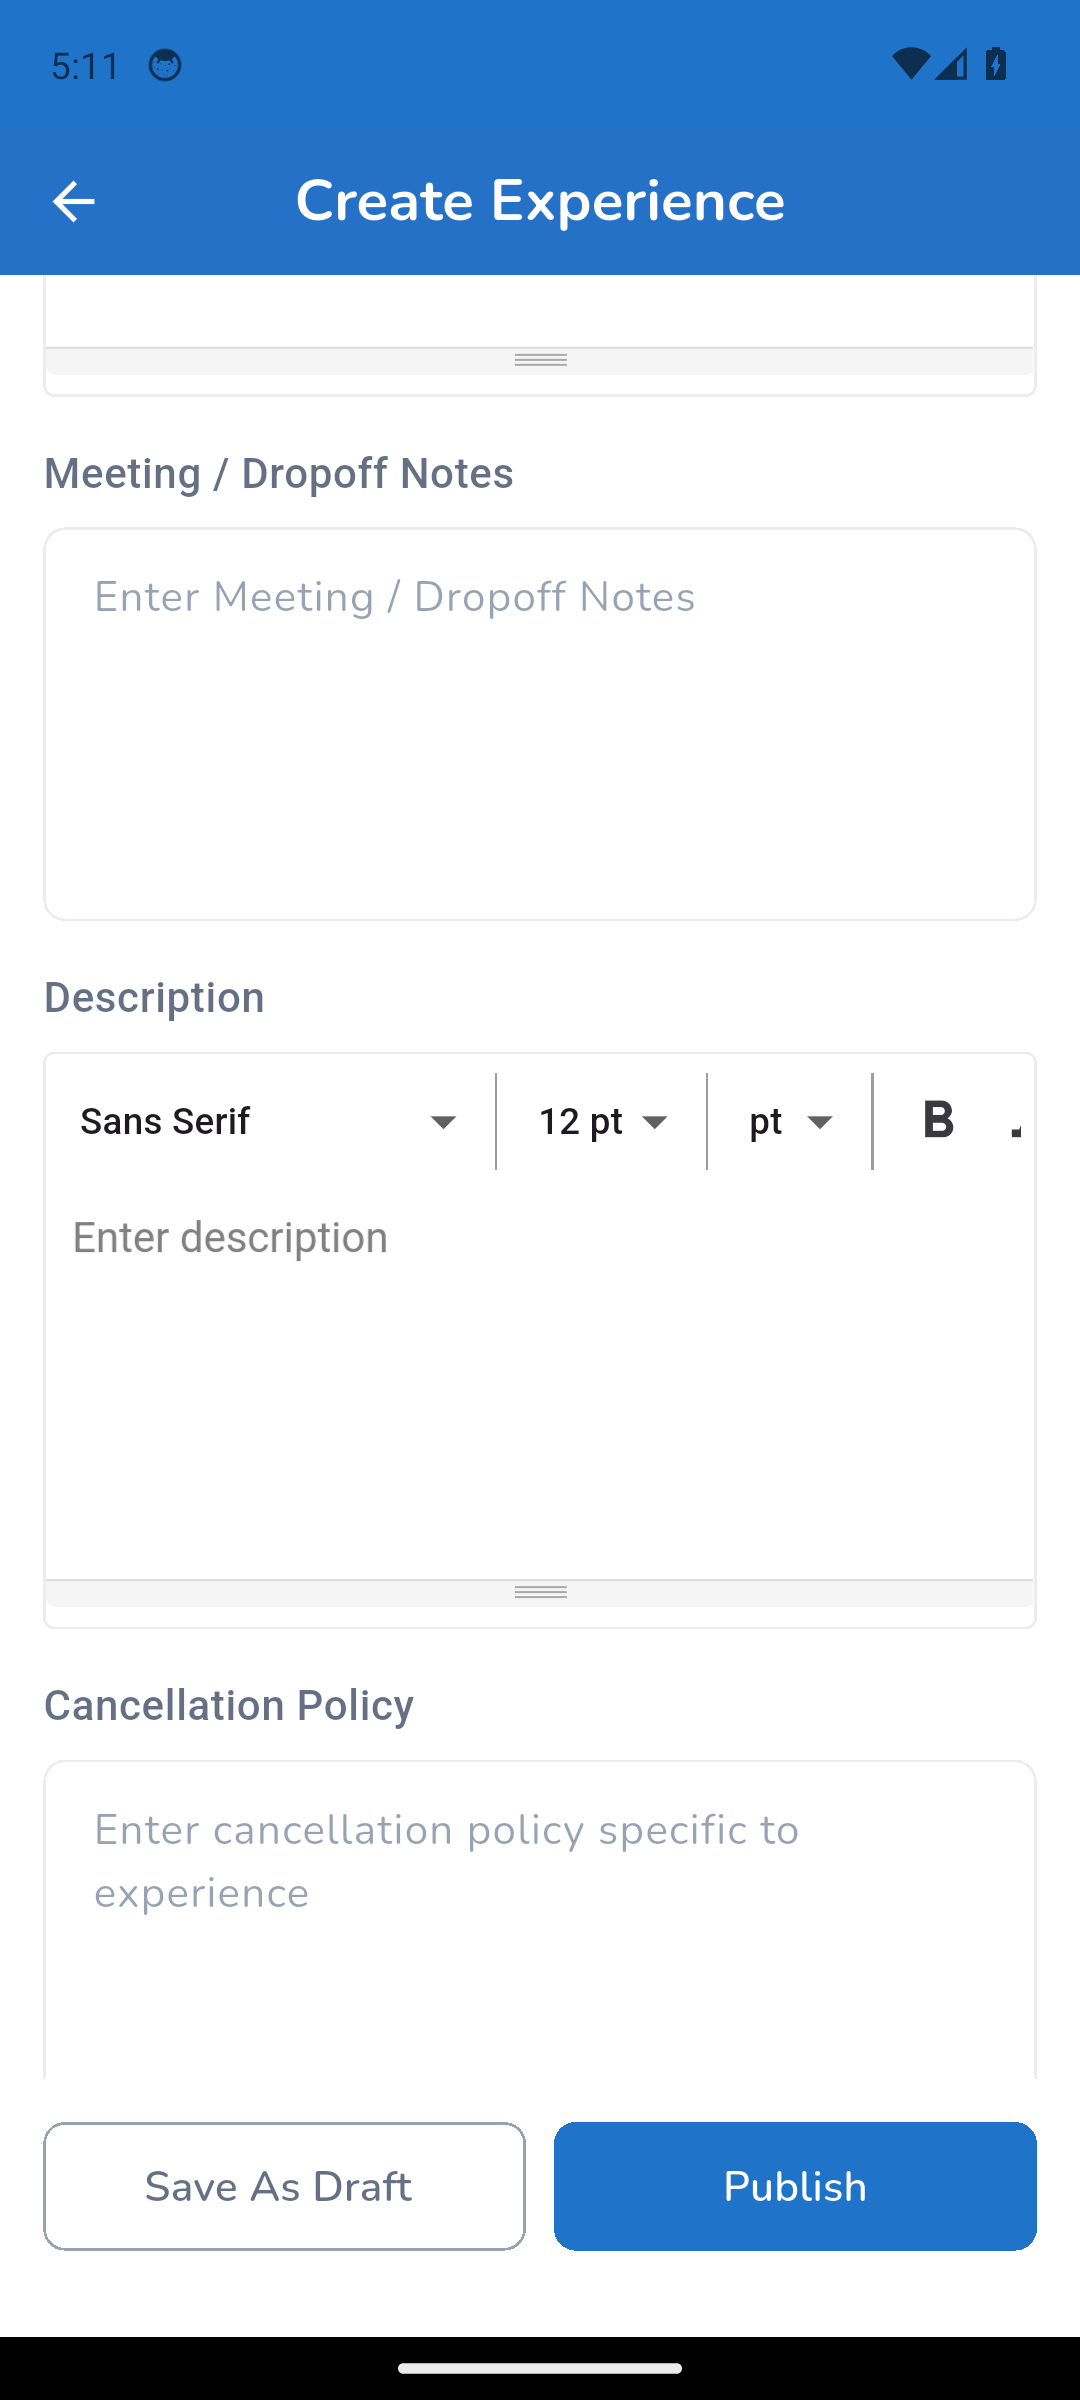 5:11
Create Experience
Meeting / Dropoff Notes
Enter Meeting / Dropoff Notes
Description
Sans Serif 12 pt pt B
Enter description
Cancellation Policy
Enter cancellation policy specific to
experience
Save As Draft Publish